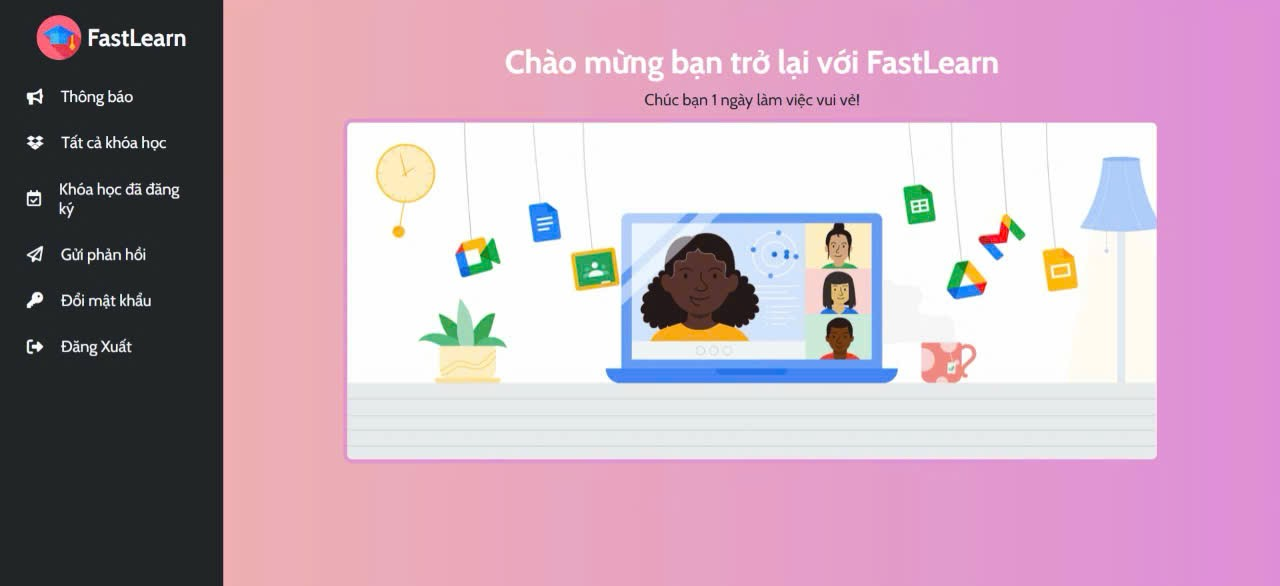 FastLearn
Thông báo
Tất cả khóa học
Khóa học đã đăng
ký
Gửi phản hồi
Đổi mật khẩu
Đăng Xuất
Chào mừng bạn trở lại với FastLearn
Chúc bạn 1 ngày làm việc vui vẻ!